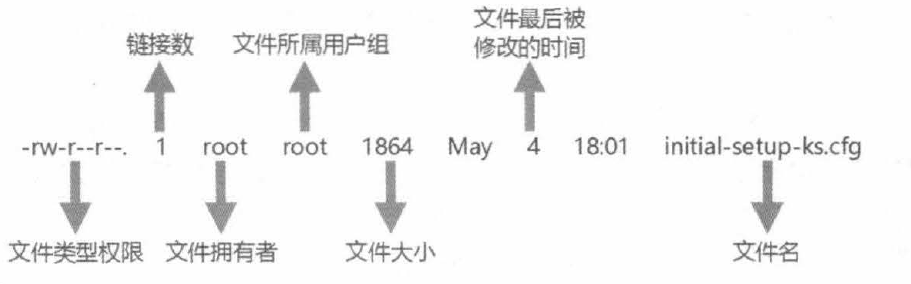 文件最后被
修改的时间
链接数 文件所属用户组
-rw-r--r--. 1 root root 1864 May 4 18:01 initial-setup-ks.cfg
文件类型权限 文件拥有者 文件大小 文件名